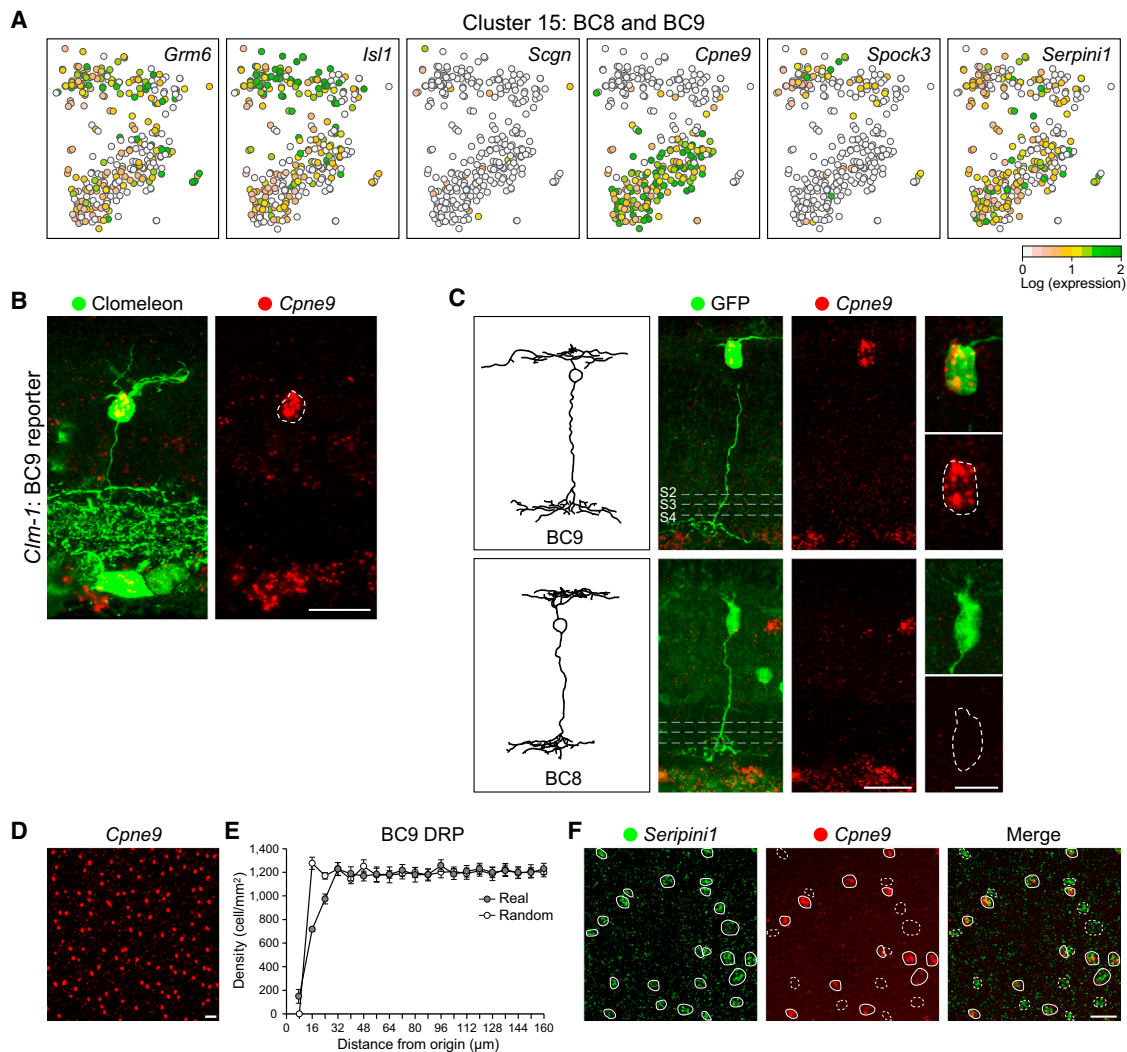 A
Cluster 15: BC8 and BC9
Grm6
Isl1
Scgn
Cpne9
Spock3
Serpini1
0 1 2
Log (expression)
B
Clomeleon
Cpne9
Clm-1: BC9 reporter
C
GFP
Cpne9
BC9
S2
S3
S4
BC8
D
Cpne9
E
BC9 DRP
1,400
1,200
1,000
800
600
400
200
0
Density (cell/mm²)
Real
Random
0 16 32 48 64 80 96 112 128 144 160
Distance from origin (µm)
F
Seripini1
Cpne9
Merge